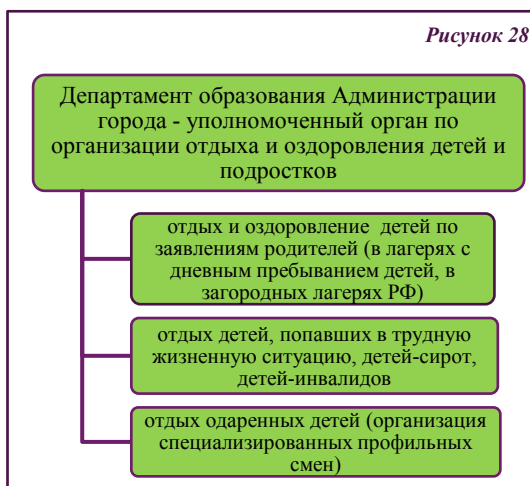 Рисунок 28
Департамент образования Администрации
города - уполномоченный орган по
организации отдыха и оздоровления детей и
подростков
отдых и оздоровление детей по
заявлениям родителей (в лагерях с
дневным пребыванием детей, в
загородных лагерях РФ)
отдых детей, попавших в трудную
жизненную ситуацию, детей-сирот,
детей-инвалидов
отдых одаренных детей (организация
специализированных профильных
смен)